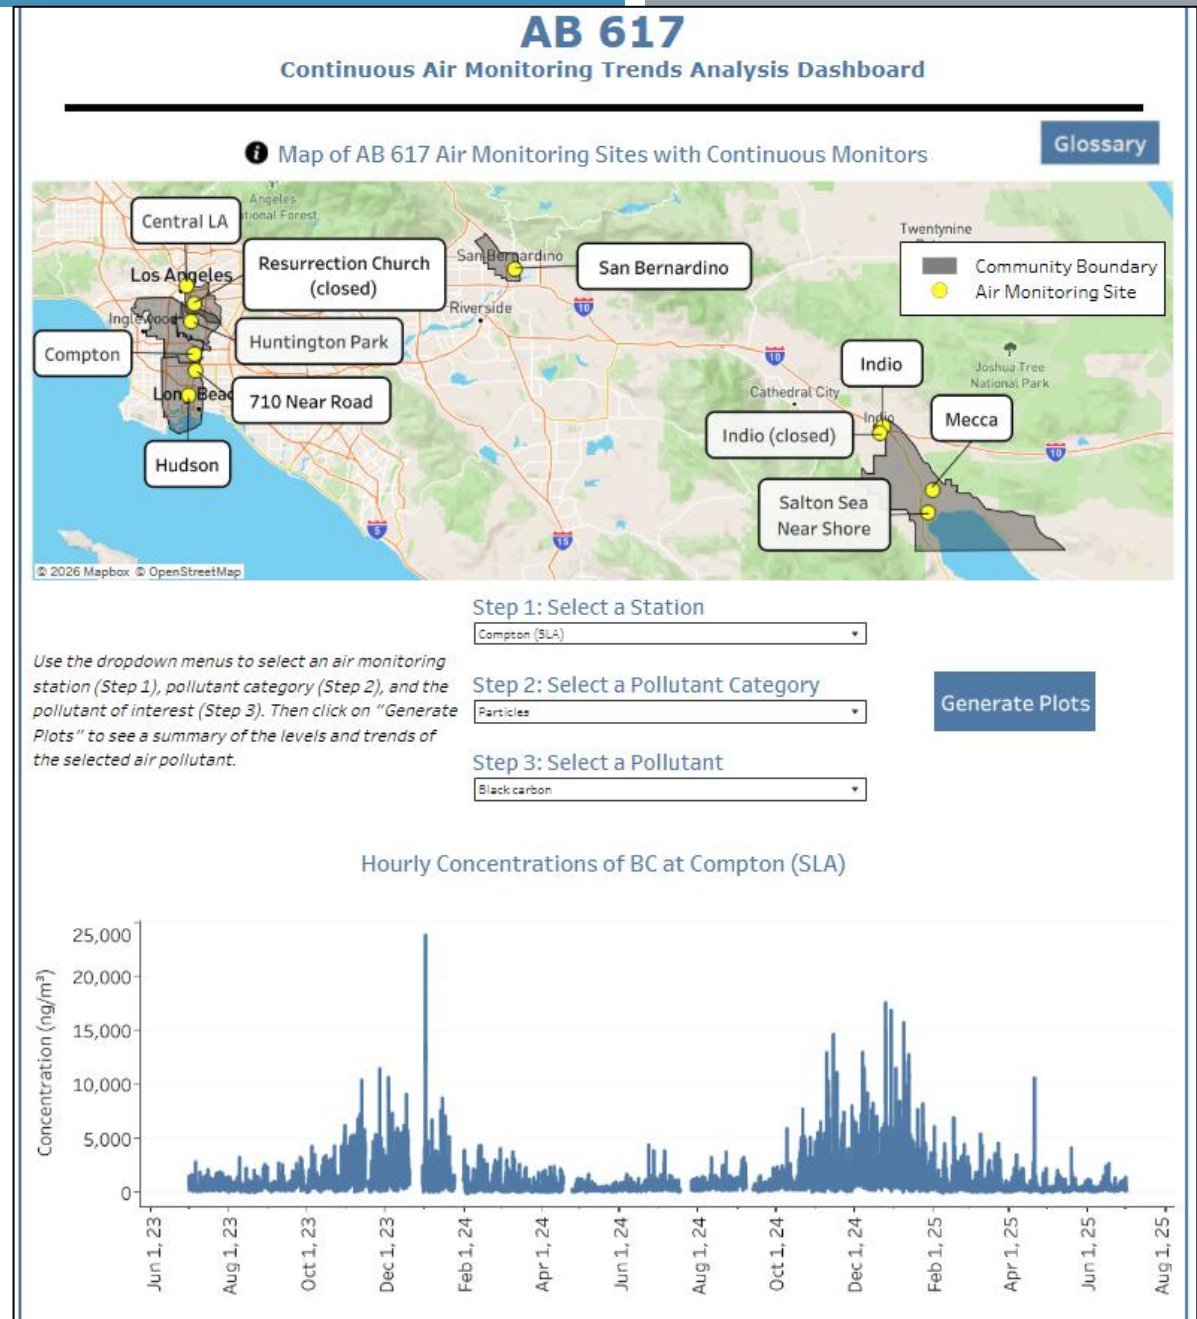 AB 617
Continuous Air Monitoring Trends Analysis Dashboard
Map of AB 617 Air Monitoring Sites with Continuous Monitors
Glossary
Angeles
tional Forest
Central LA
Los Angeles
Resurrection Church
(closed)
San Bernardino
San Bernardino
Twentynine
Community Boundary
Air Monitoring Site
Riverside
10
Huntington Park
Compton
10
Indio
Joshua Tree
National Park
Cathedral City
710 Near Road
Indio
Indio (closed)
Mecca
10
Hudson
Salton Sea
Near Shore
5
15
© 2026 Mapbox © OpenStreetMap
Step 1: Select a Station
Compton (SLA)
Use the dropdown menus to select an air monitoring
station (Step 1), pollutant category (Step 2), and the
pollutant of interest (Step 3). Then click on "Generate
Plots" to see a summary of the levels and trends of
the selected air pollutant.
Step 2: Select a Pollutant Category
Particles
Generate Plots
Step 3: Select a Pollutant
Black carbon
Hourly Concentrations of BC at Compton (SLA)
Concentration (ng/m³)
25,000
20,000
15,000
10,000
5,000
0
Jun 1, 23
Aug 1, 23
Oct 1, 23
Dec 1, 23
Feb 1, 24
Apr 1, 24
Jun 1, 24
Aug 1, 24
Oct 1, 24
Dec 1, 24
Feb 1, 25
Apr 1, 25
Jun 1, 25
Aug 1, 25